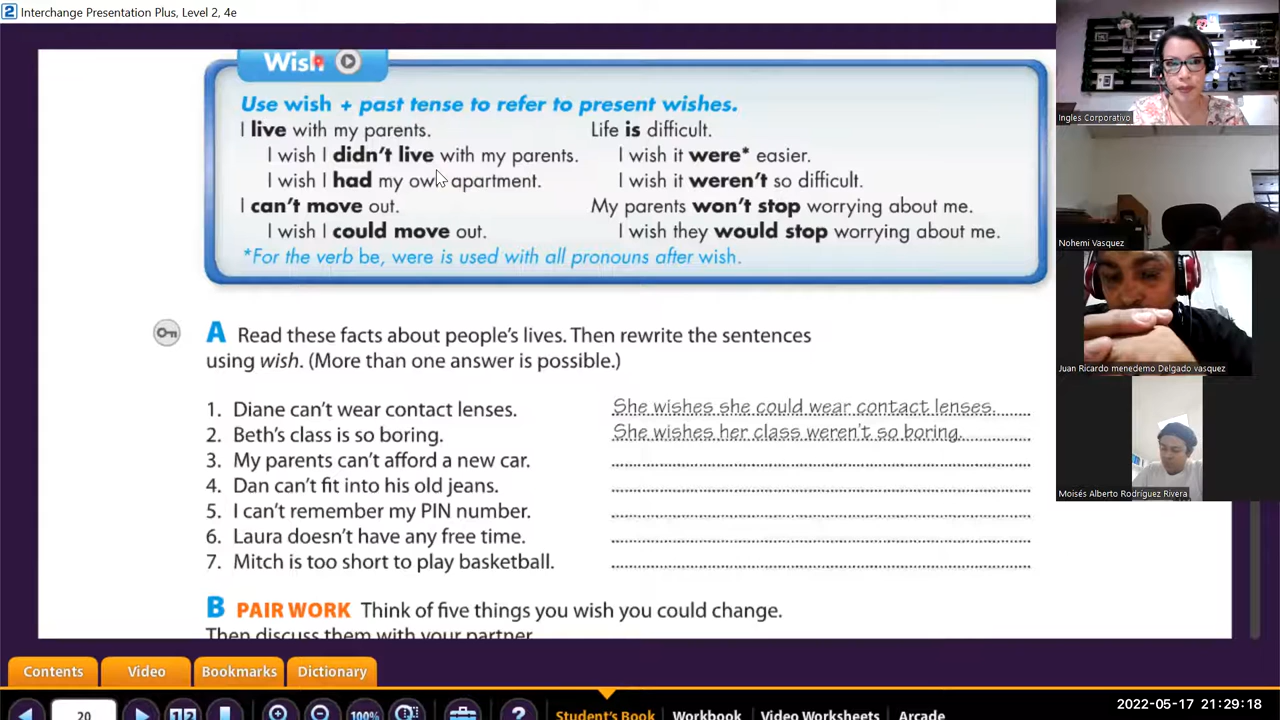 2 Interchange Presentation Plus, Level 2, 4e
Wish
Use wish + past tense to refer to present wishes.
I live with my parents.
I wish I didn't live with my parents.
I wish I had my own apartment.
I can't move out.
I wish I could move out.
Life is difficult.
I wish it were* easier.
I wish it weren't so difficult.
My parents won't stop worrying about me.
I wish they would stop worrying about me.
*For the verb be, were is used with all pronouns after wish.
A Read these facts about people's lives. Then rewrite the sentences
using wish. (More than one answer is possible.)
1. Diane can't wear contact lenses. She wishes she could wear contact lenses.
2. Beth's class is so boring. She wishes her class weren't so boring.
3. My parents can't afford a new car.
4. Dan can't fit into his old jeans.
5. I can't remember my PIN number.
6. Laura doesn't have any free time.
7. Mitch is too short to play basketball.
B PAIR WORK Think of five things you wish you could change.
Then discuss them with your partner.
Ingles Corporativo
Nohemi Vasquez
Juan Ricardo menedemo Delgado vasquez
Moisés Alberto Rodríguez Rivera
Contents Video Bookmarks Dictionary
20 1 2 100% ?
Student's Book Workbook Video Worksheets Arcade
2022-05-17 21:29:18